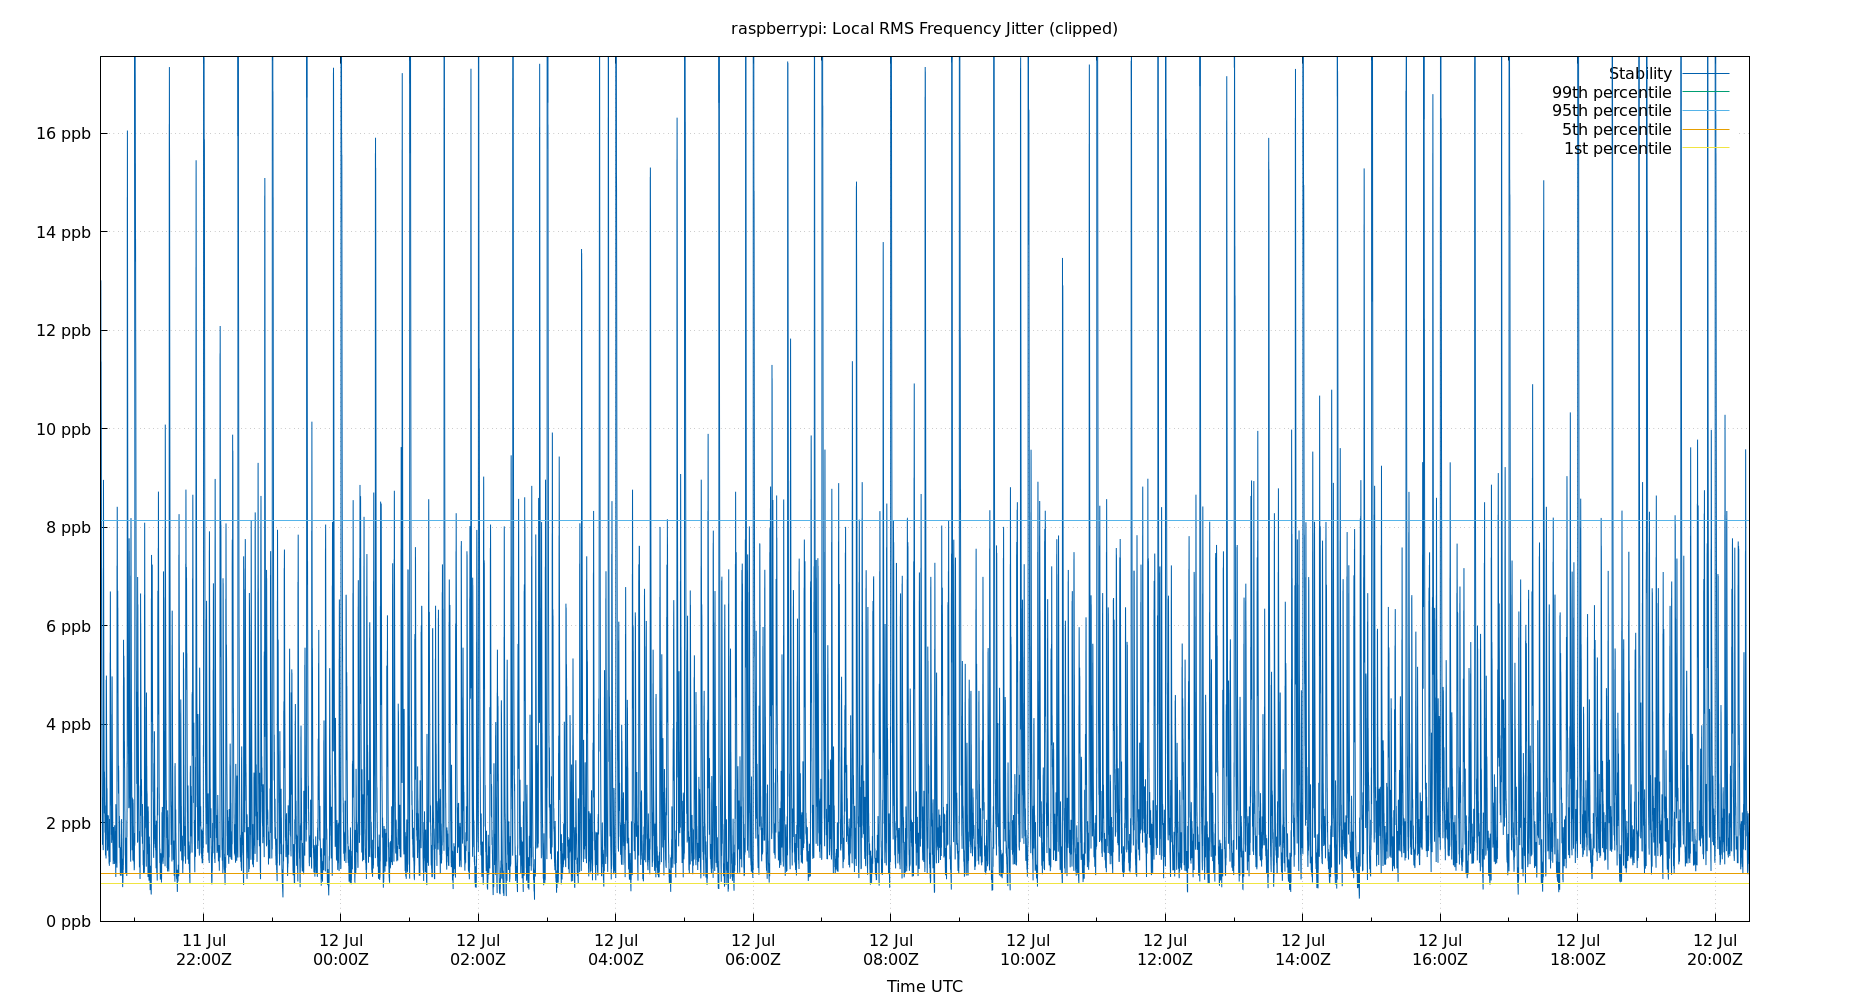 raspberrypi: Local RMS Frequency Jitter (clipped)
Stability
99th percentile
95th percentile
5th percentile
1st percentile
16 ppb
14 ppb
12 ppb
10 ppb
8 ppb
6 ppb
4 ppb
2 ppb
0 ppb
11 Jul 12 Jul 12 Jul 12 Jul 12 Jul 12 Jul 12 Jul 12 Jul 12 Jul 12 Jul 12 Jul 12 Jul
22:00Z 00:00Z 02:00Z 04:00Z 06:00Z 08:00Z 10:00Z 12:00Z 14:00Z 16:00Z 18:00Z 20:00Z
Time UTC